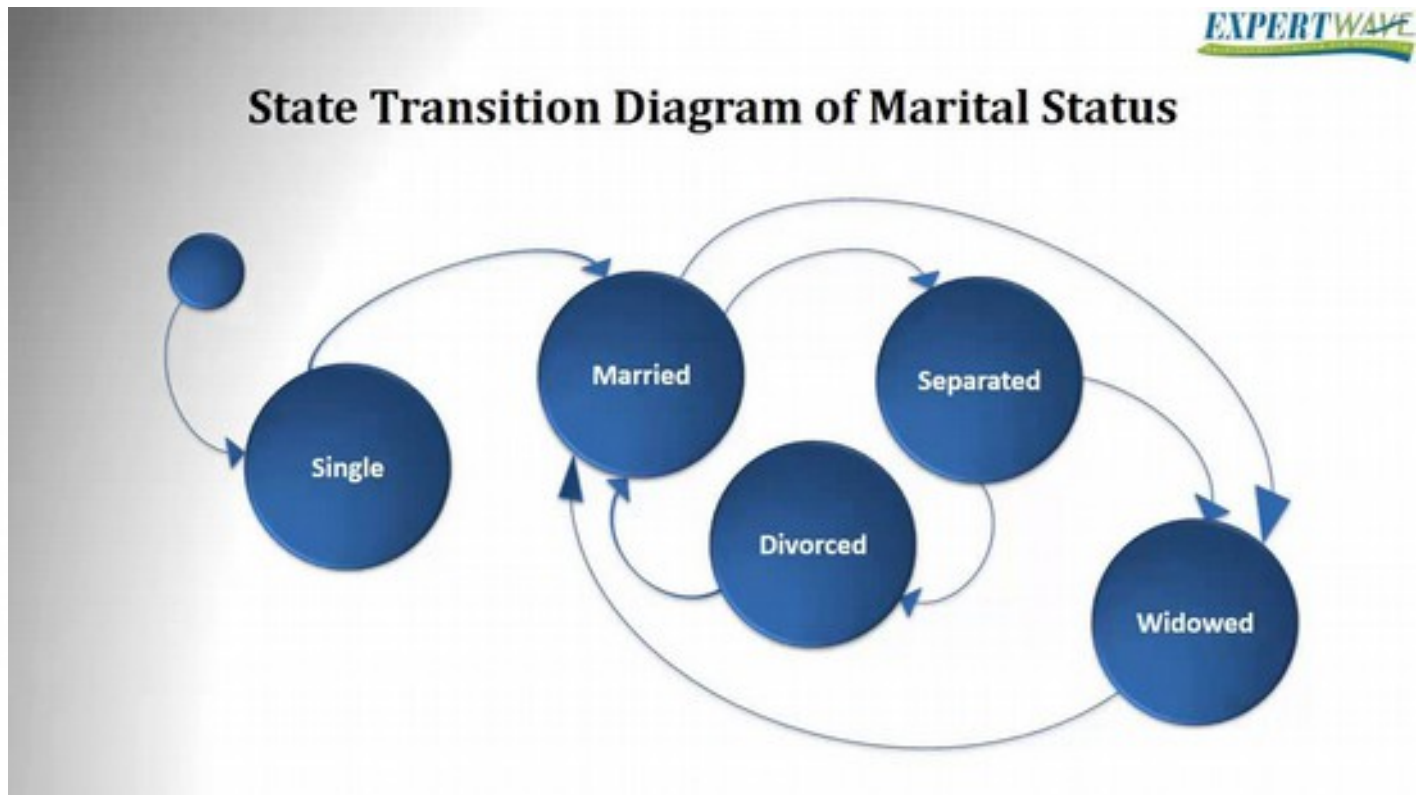 EXPERTWAVE
State Transition Diagram of Marital Status
Married
Separated
Single
Divorced
Widowed